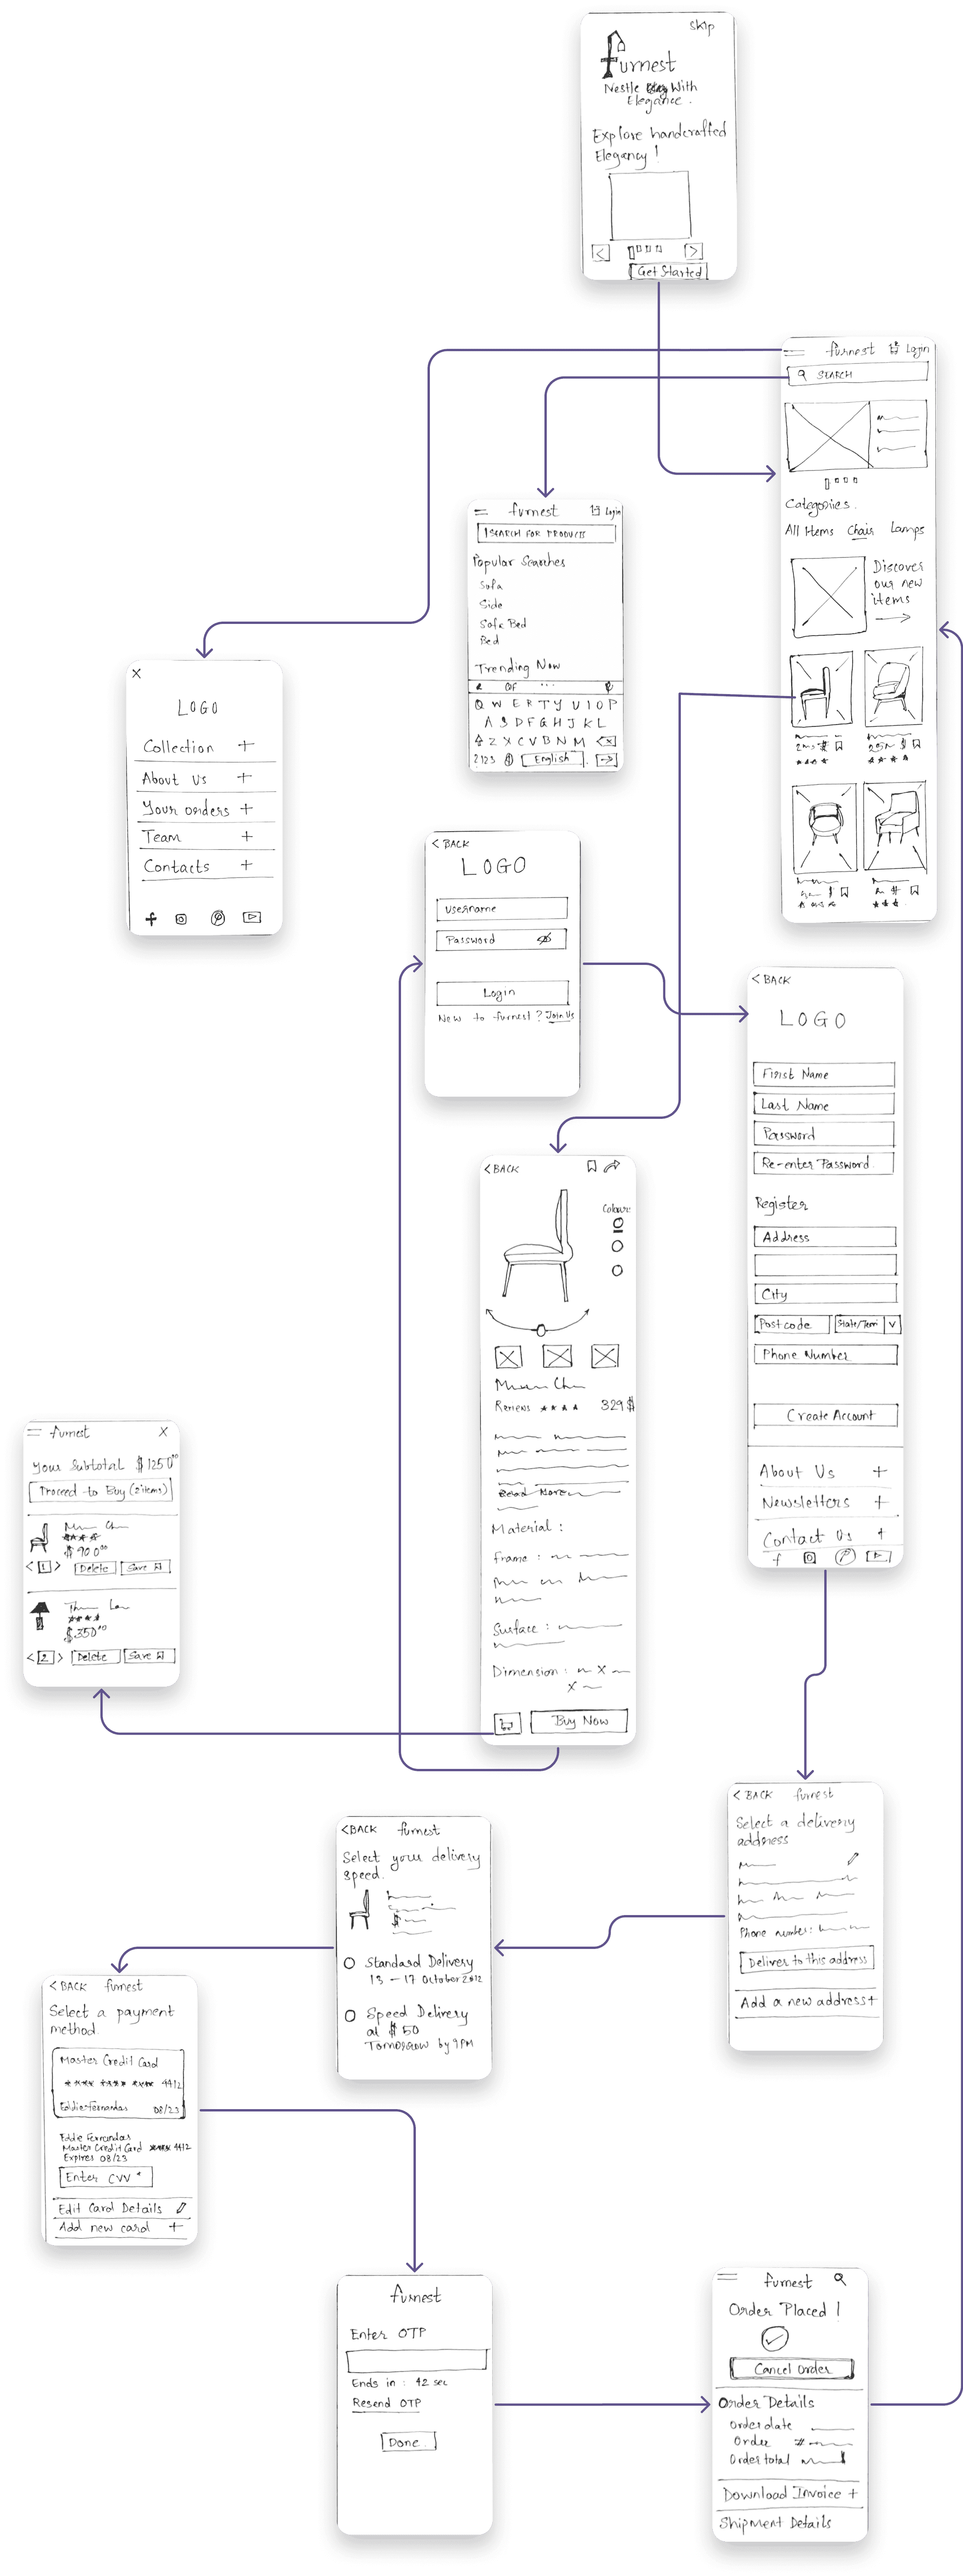 Skip
furnest
Nestle With
Elegance.
Explore handcrafted
Elegancy!
< >
Get Started
furnest Login
SEARCH
Categories.
All Items Chair Lamps
Discover
our new
items
furnest Login
SEARCH FOR PRODUCTS
Popular Searches
Sofa
Side
Sofa Bed
Bed
Trending Now
GIF ...
Q W E R T Y U I O P
A S D F G H J K L
Z X C V B N M
?123 English
X
LOGO
Collection +
About Us +
Your orders +
Team +
Contacts +
< BACK
LOGO
Username
Password
Login
New to furnest? Join Us
< BACK
LOGO
First Name
Last Name
Password
Re-enter Password
Register
Address
City
Postcode State/Terri V
Phone Number
Create Account
About Us +
Newsletters +
Contact Us +
< BACK
Colours
Reviews **** 329$
Read More
Material :
Frame :
Surface :
Dimension : X
X
Buy Now
furnest X
Your Subtotal $1250.00
Proceed to Buy (2 items)
****
$900.00
< 1 > Delete Save
****
$350.00
< 2 > Delete Save
< BACK furnest
Select a delivery
address
Phone number:
Deliver to this address
Add a new address +
< BACK furnest
Select your delivery
speed.
$
Standard Delivery
13 - 17 October
Speed Delivery
at $50
Tomorrow by 9PM
< BACK furnest
Select a payment
method.
Master Credit Card
**** **** **** 4412
Eddie Fernandas 08/23
Eddie Fernandas
Master Credit Card **** 4412
Expires 08/23
Enter CVV *
Edit Card Details
Add new card +
furnest
Enter OTP
Ends in : 42 sec
Resend OTP
Done.
furnest
Order Placed !
Cancel Order
Order Details
Order date
Order #
Order total
Download Invoice +
Shipment Details